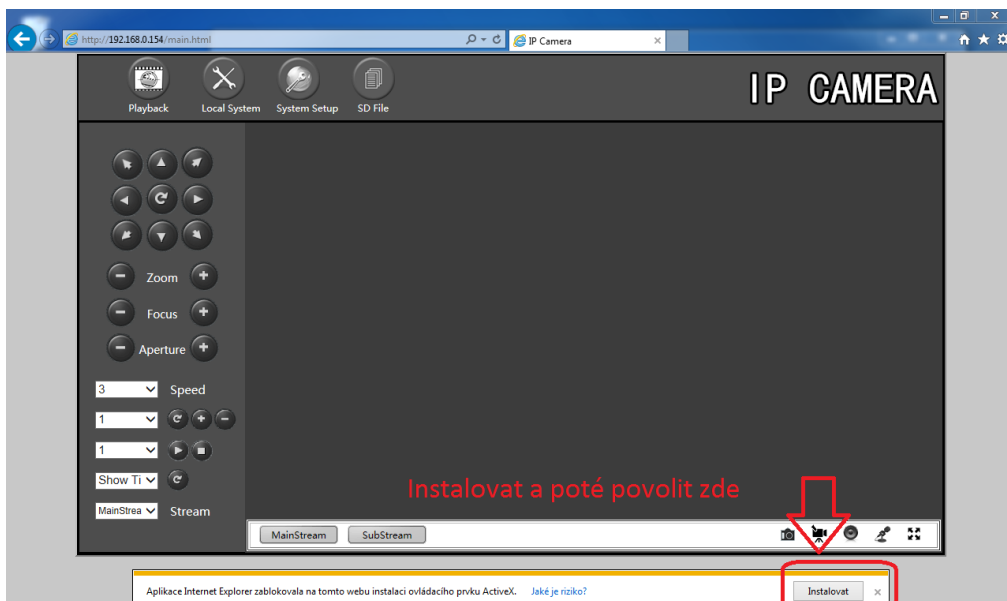 http://192.168.0.154/main.html
IP Camera
Playback
Local System
System Setup
SD File
IP CAMERA
Zoom
Focus
Aperture
3
Speed
1
1
Show Ti
MainStrea
Stream
Instalovat a poté povolit zde
MainStream
SubStream
Aplikace Internet Explorer zablokovala na tomto webu instalaci ovládacího prvku ActiveX.
Jaké je riziko?
Instalovat